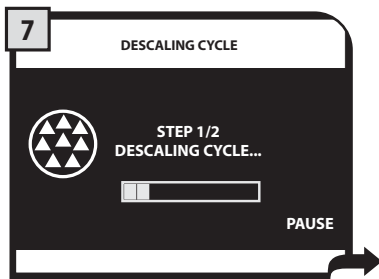 7
DESCALING CYCLE
STEP 1/2
DESCALING CYCLE...
PAUSE